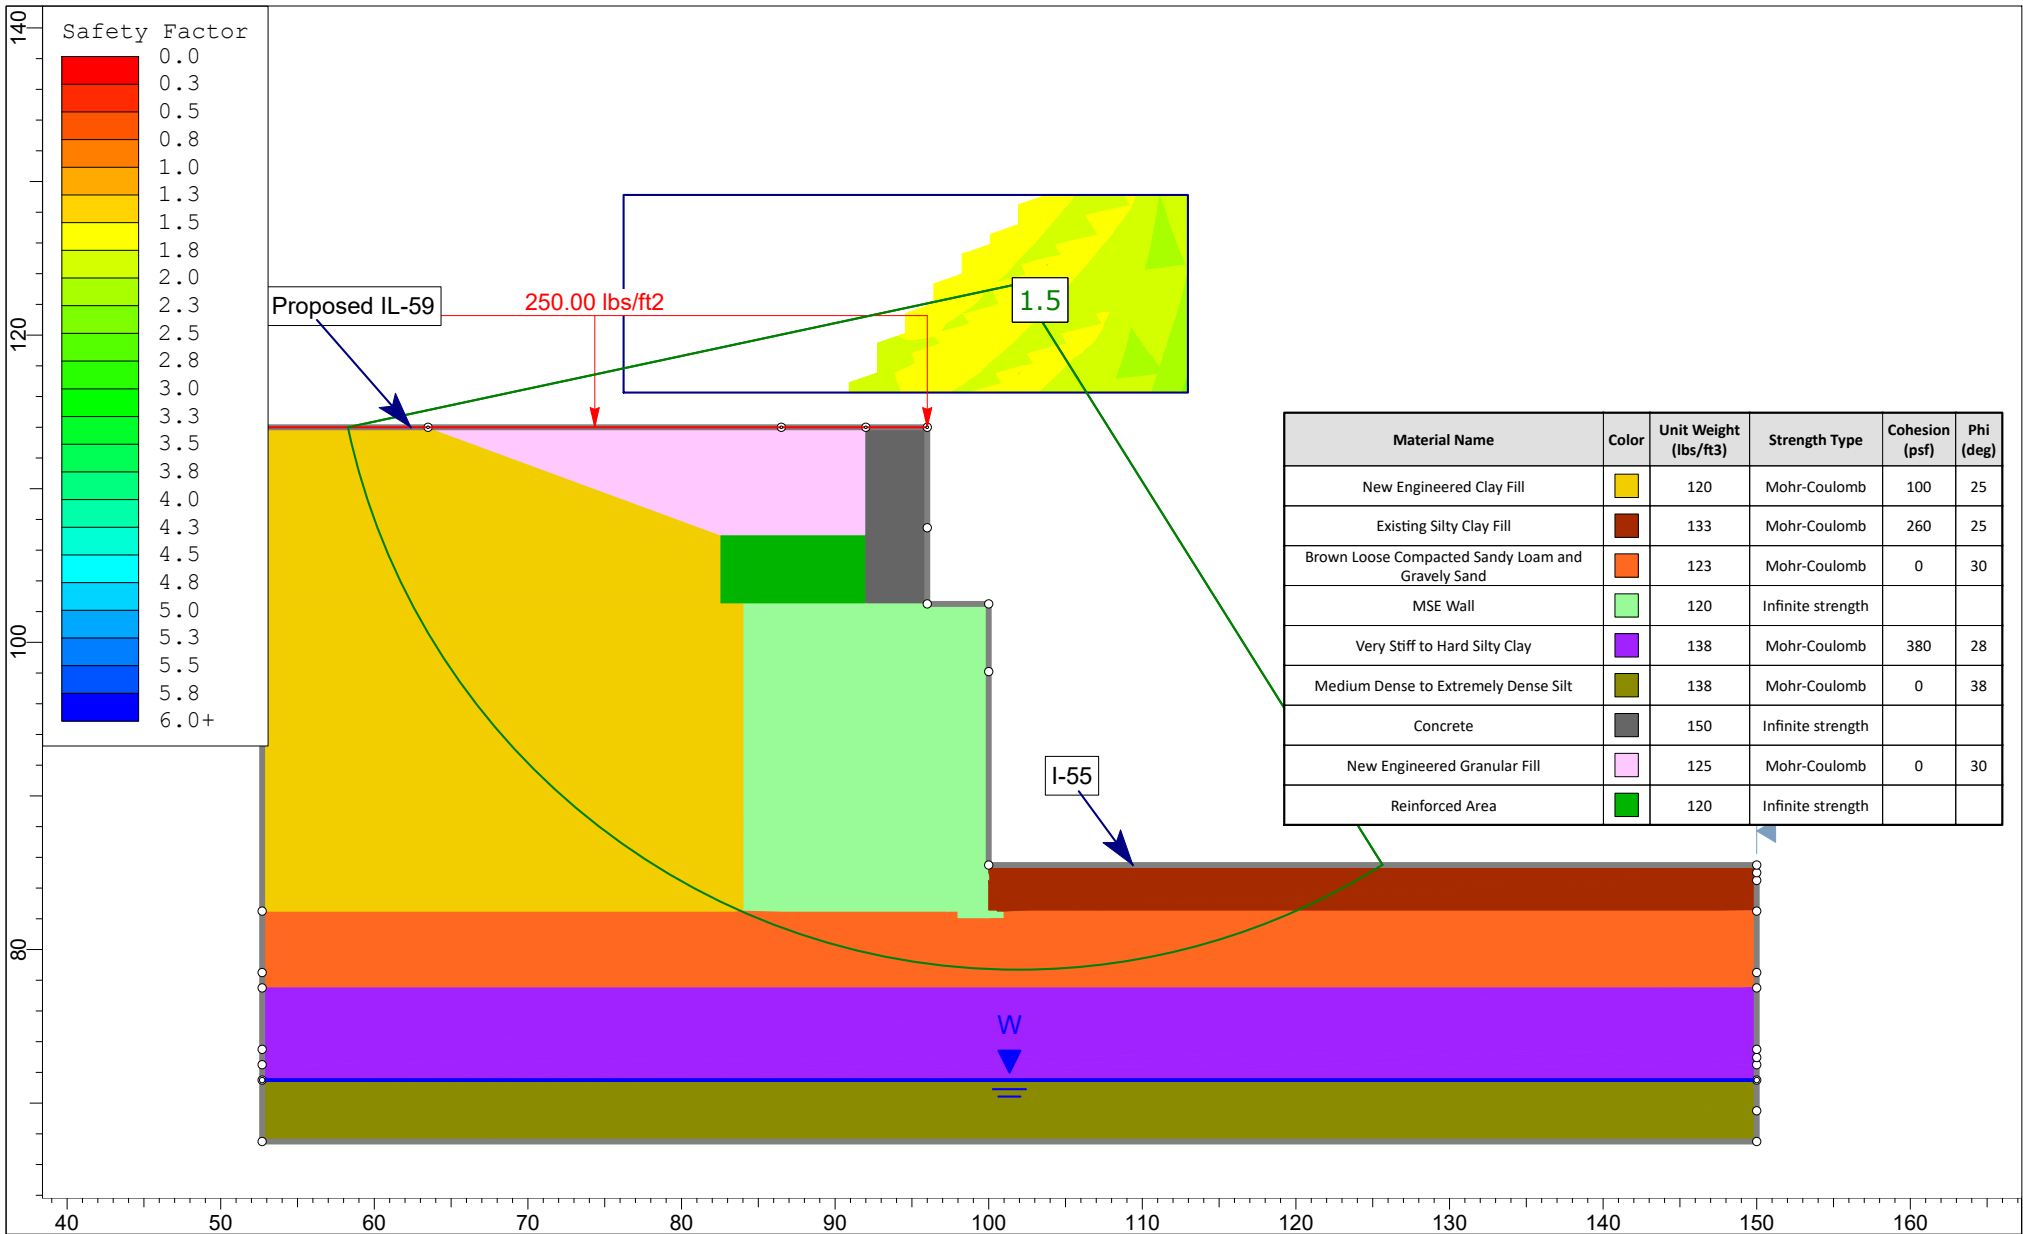 Safety Factor
0.0
0.3
0.5
0.8
1.0
1.3
1.5
1.8
2.0
2.3
2.5
2.8
3.0
3.3
3.5
3.8
4.0
4.3
4.5
4.8
5.0
5.3
5.5
5.8
6.0+
140
120
100
80
Proposed IL-59
250.00 lbs/ft2
1.5
I-55
W
Material Name Color Unit Weight (lbs/ft3) Strength Type Cohesion (psf) Phi (deg)
New Engineered Clay Fill 120 Mohr-Coulomb 100 25
Existing Silty Clay Fill 133 Mohr-Coulomb 260 25
Brown Loose Compacted Sandy Loam and
Gravely Sand 123 Mohr-Coulomb 0 30
MSE Wall 120 Infinite strength
Very Stiff to Hard Silty Clay 138 Mohr-Coulomb 380 28
Medium Dense to Extremely Dense Silt 138 Mohr-Coulomb 0 38
Concrete 150 Infinite strength
New Engineered Granular Fill 125 Mohr-Coulomb 0 30
Reinforced Area 120 Infinite strength
40 50 60 70 80 90 100 110 120 130 140 150 160